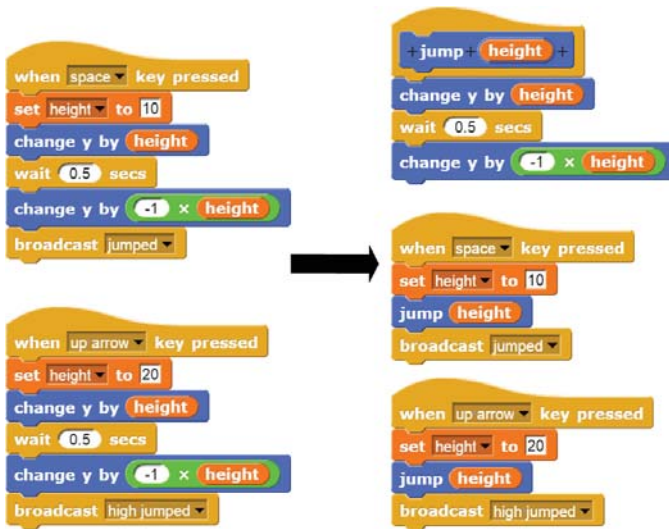 when space key pressed
set height to 10
change y by height
wait 0.5 secs
change y by -1 × height
broadcast jumped
when up arrow key pressed
set height to 20
change y by height
wait 0.5 secs
change y by -1 × height
broadcast high jumped
+ jump + height +
change y by height
wait 0.5 secs
change y by -1 × height
when space key pressed
set height to 10
jump height
broadcast jumped
when up arrow key pressed
set height to 20
jump height
broadcast high jumped